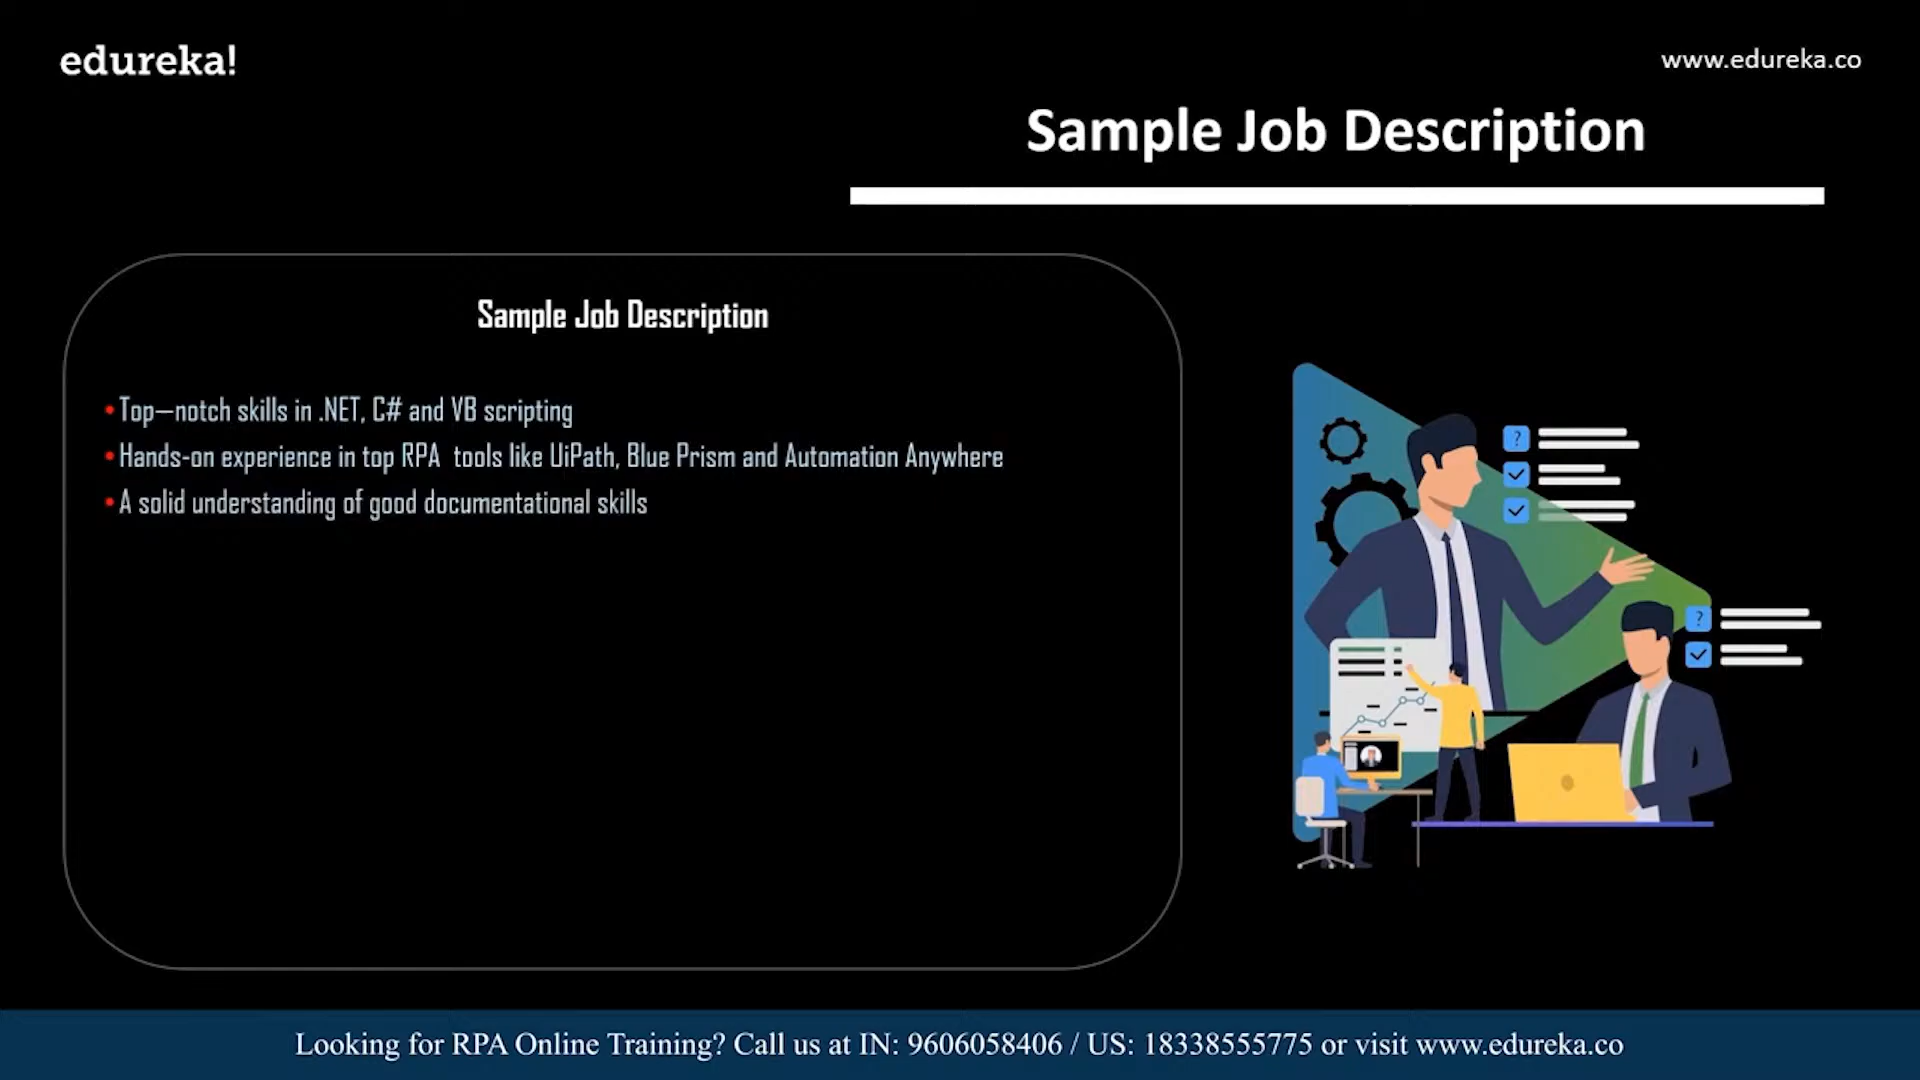 edureka!
www.edureka.co
Sample Job Description
Sample Job Description
• Top—notch skills in .NET, C# and VB scripting
• Hands-on experience in top RPA tools like UiPath, Blue Prism and Automation Anywhere
• A solid understanding of good documentational skills
?
?
Looking for RPA Online Training? Call us at IN: 9606058406 / US: 18338555775 or visit www.edureka.co